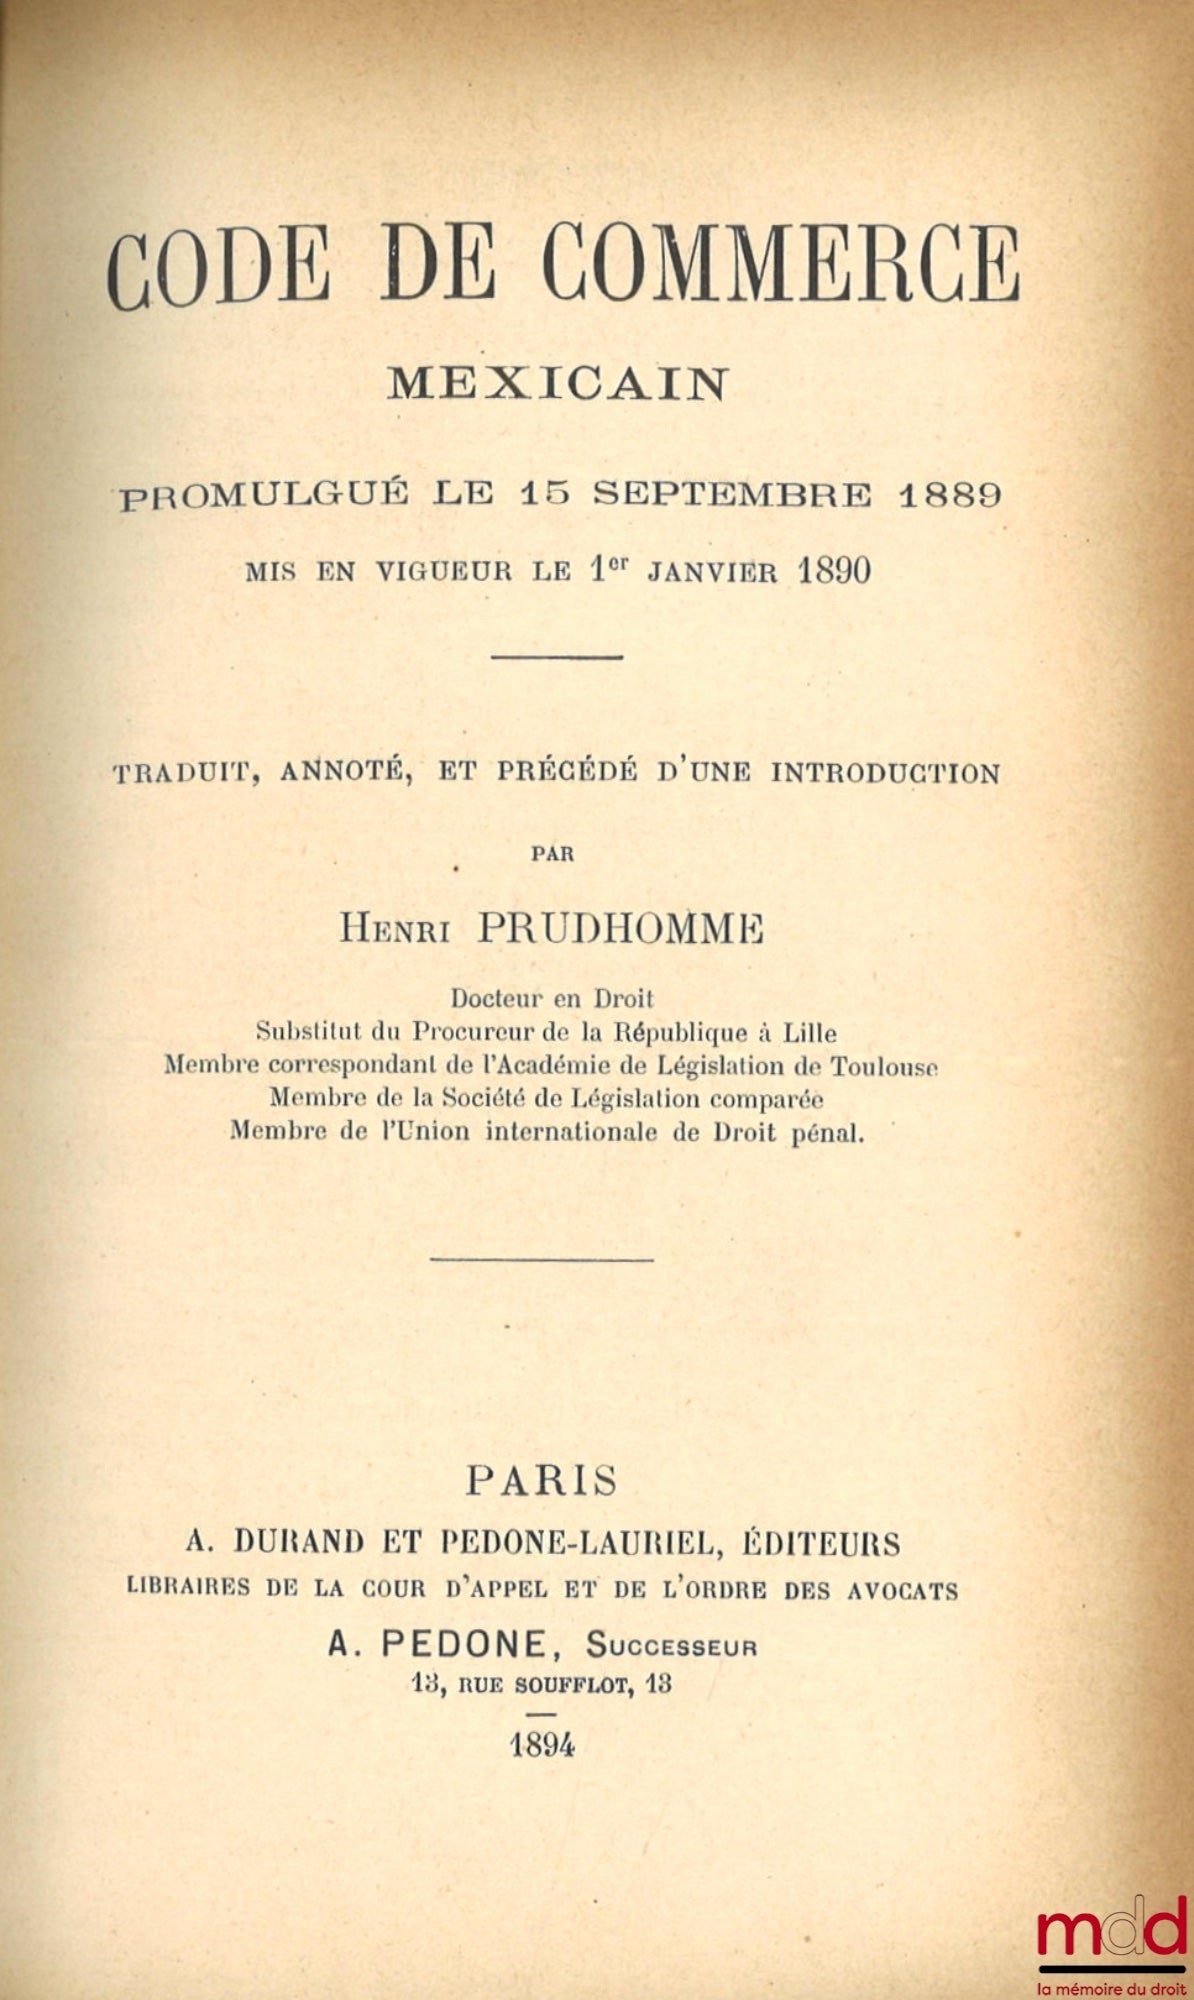 CODE DE COMMERCE
MEXICAIN
PROMULGUÉ LE 15 SEPTEMBRE 1889
MIS EN VIGUEUR LE 1er JANVIER 1890
TRADUIT, ANNOTÉ, ET PRÉCÉDÉ D'UNE INTRODUCTION
PAR
HENRI PRUDHOMME
Docteur en Droit
Substitut du Procureur de la République à Lille
Membre correspondant de l'Académie de Législation de Toulouse
Membre de la Société de Législation comparée
Membre de l'Union internationale de Droit pénal.
PARIS
A. DURAND ET PEDONE-LAURIEL, ÉDITEURS
LIBRAIRES DE LA COUR D'APPEL ET DE L'ORDRE DES AVOCATS
A. PEDONE, SUCCESSEUR
13, RUE SOUFFLOT, 13
1894
mdd
la mémoire du droit